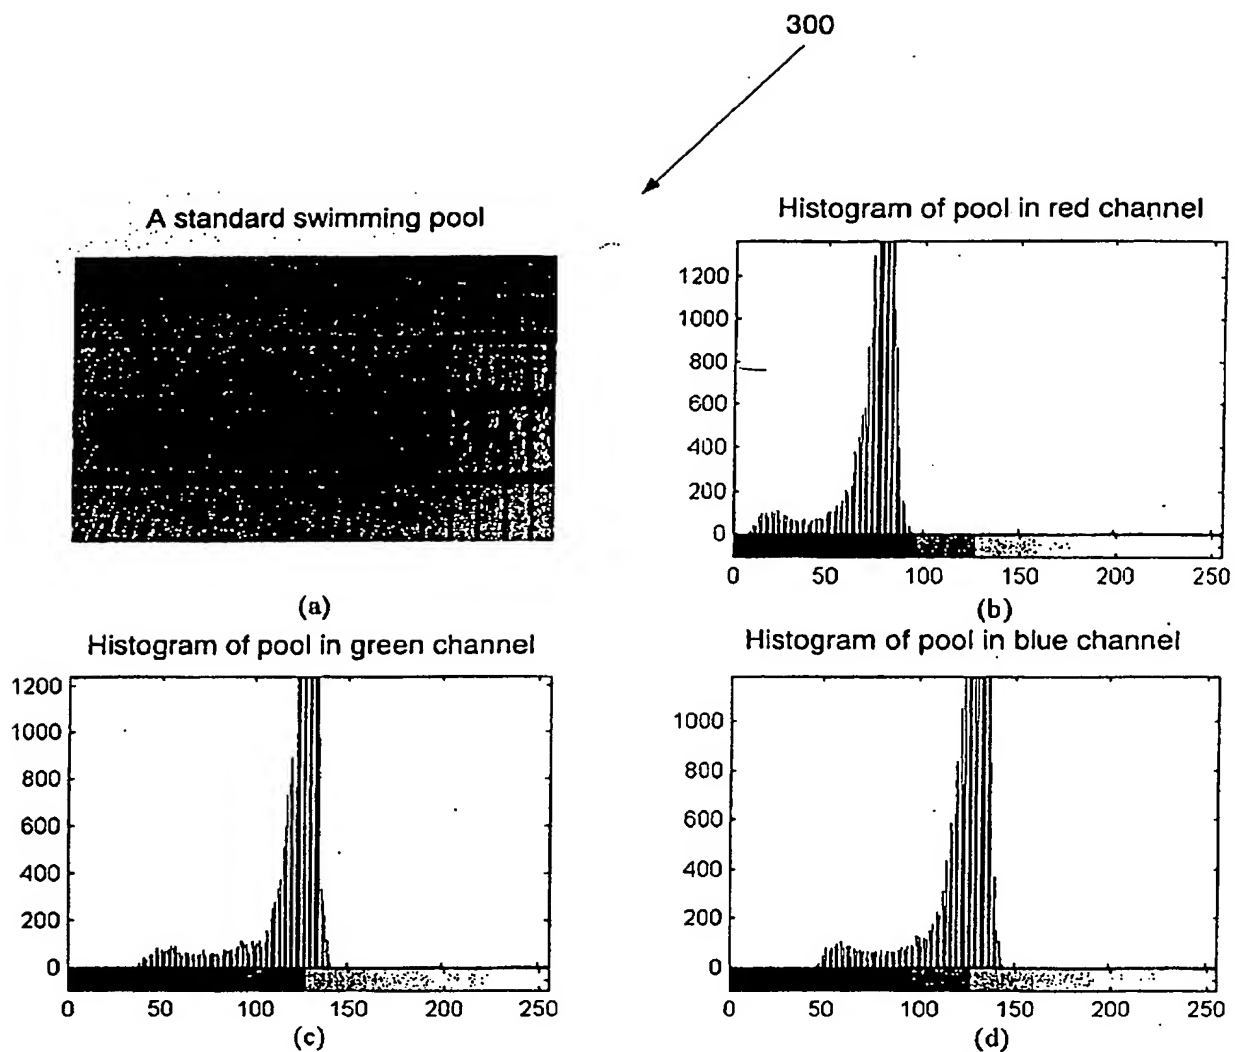 300
A standard swimming pool
(a)
Histogram of pool in red channel
1200
1000
800
600
400
200
0
0 50 100 150 200 250
(b)
Histogram of pool in green channel
1200
1000
800
600
400
200
0
0 50 100 150 200 250
(c)
Histogram of pool in blue channel
1000
800
600
400
200
0
0 50 100 150 200 250
(d)